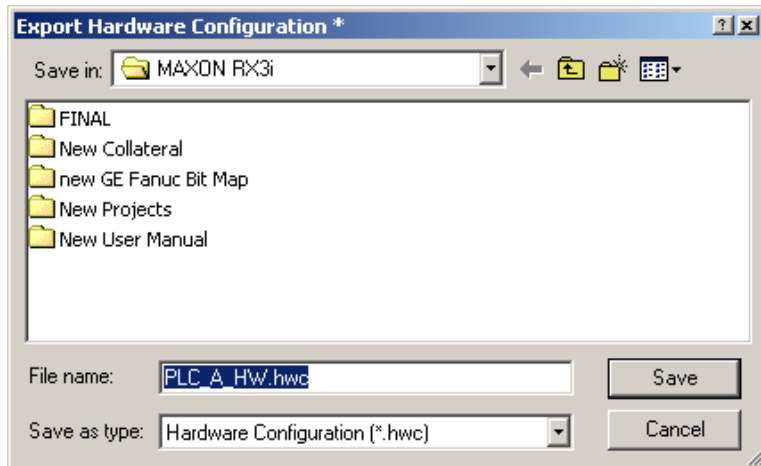 Export Hardware Configuration *
Save in: MAXON RX3i
FINAL
New Collateral
new GE Fanuc Bit Map
New Projects
New User Manual
File name: PLC_A_HW.hwc Save
Save as type: Hardware Configuration (*.hwc) Cancel